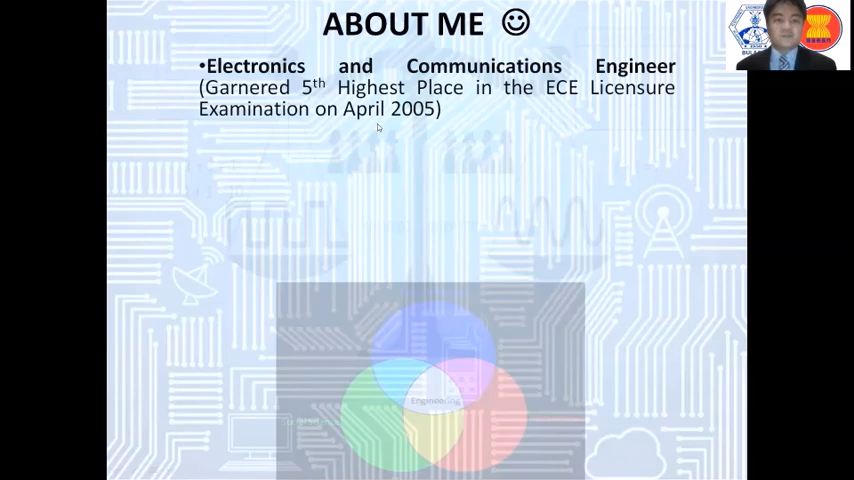 ABOUT ME ☺
•Electronics and Communications Engineer
(Garnered 5th Highest Place in the ECE Licensure
Examination on April 2005)
Engineering